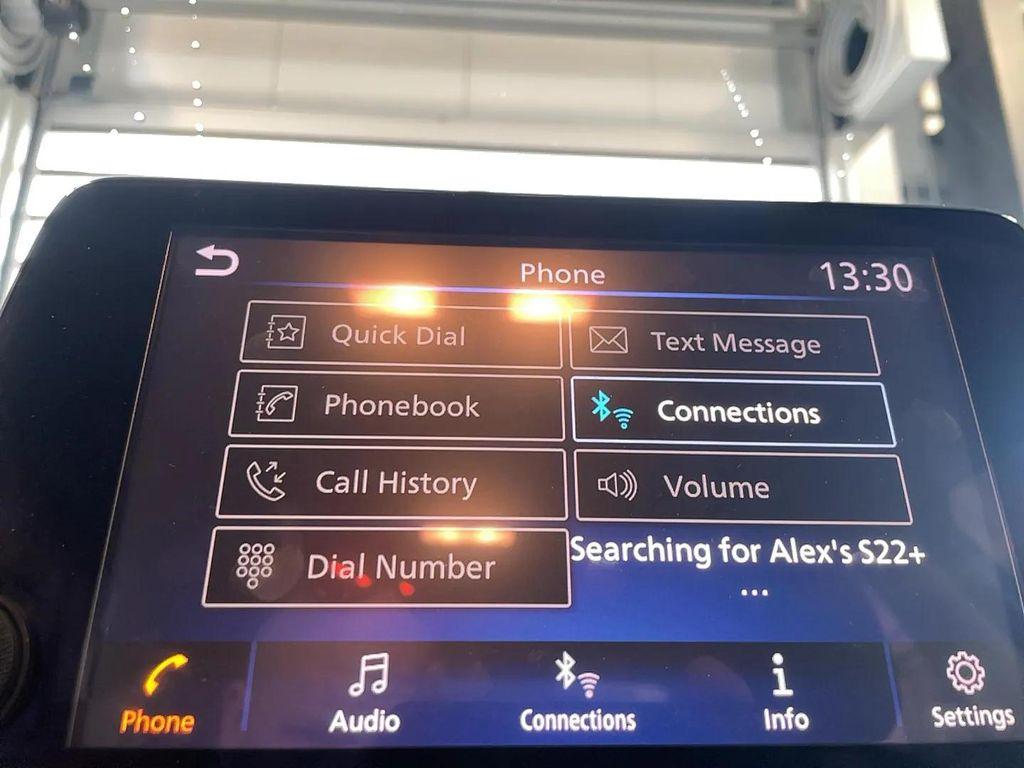 Phone
13:30
Quick Dial
Text Message
Phonebook
Connections
Call History
Volume
Dial Number
Searching for Alex's S22+
...
Phone
Audio
Connections
Info
Settings